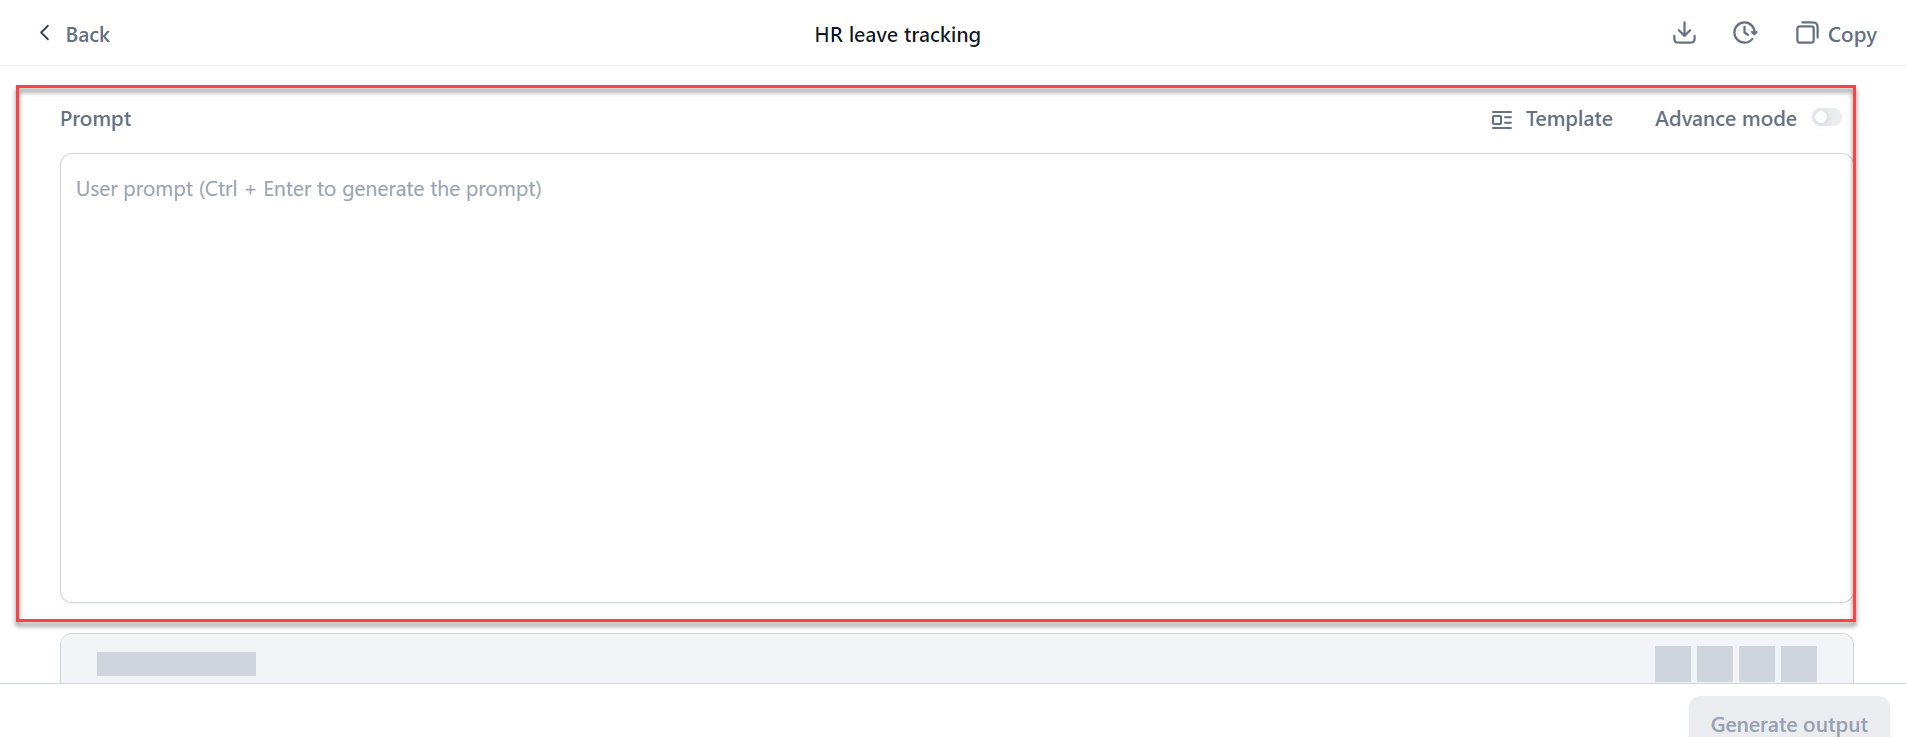 Back
HR leave tracking
Copy
Prompt
Template
Advance mode
User prompt (Ctrl + Enter to generate the prompt)
Generate output